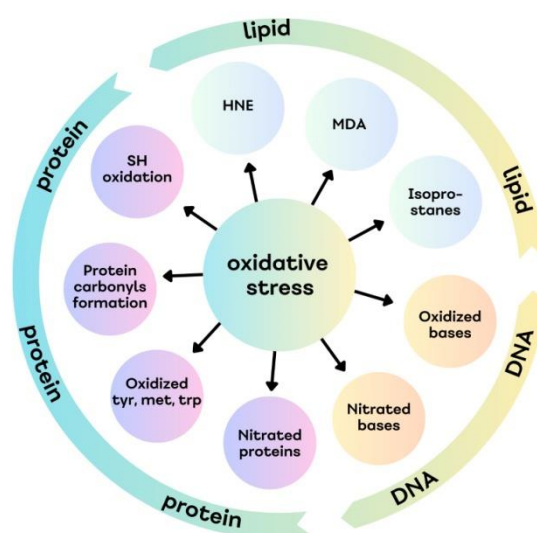 lipid
lipid
DNA
DNA
protein
protein
protein
HNE
MDA
Isopro-
stanes
Oxidized
bases
Nitrated
bases
Nitrated
proteins
Oxidized
tyr, met, trp
Protein
carbonyls
formation
SH
oxidation
oxidative
stress